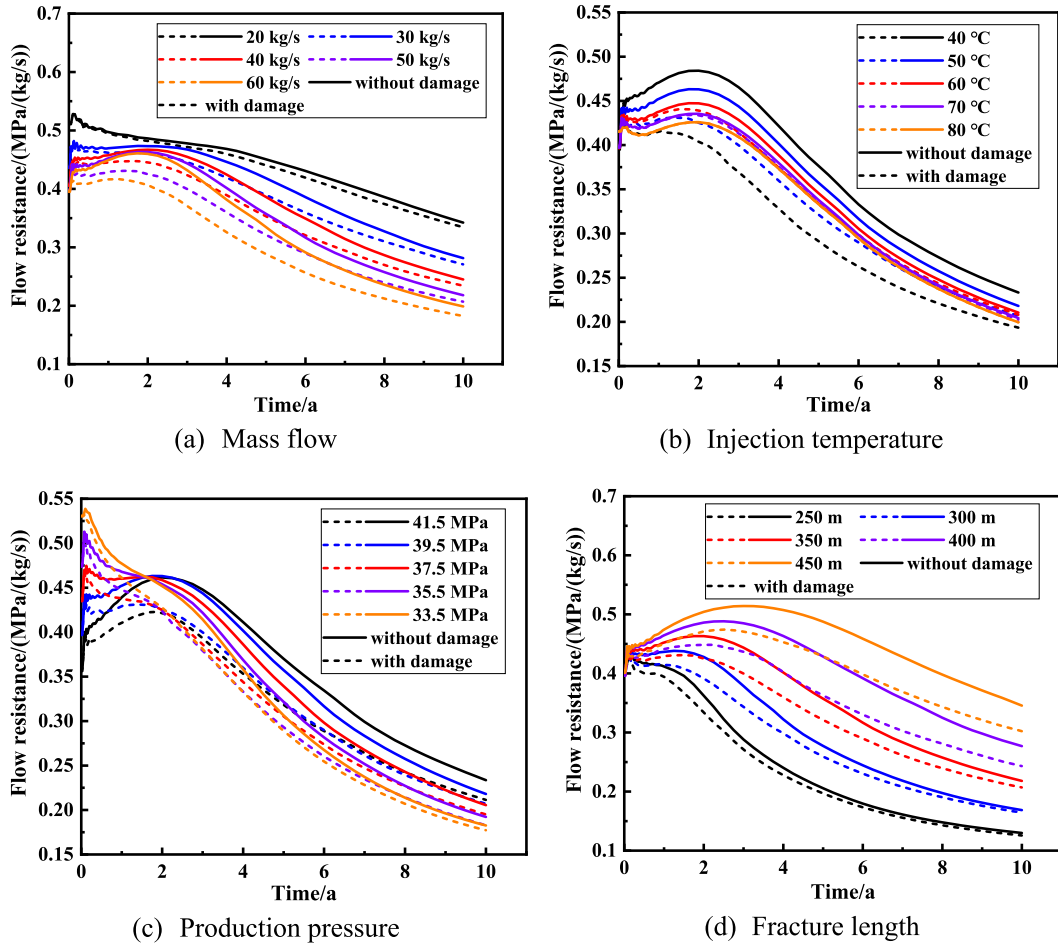 Flow resistance/(MPa/(kg/s))
0.7
0.6
0.5
0.4
0.3
0.2
0.1
20 kg/s 30 kg/s
40 kg/s 50 kg/s
60 kg/s without damage
with damage
0 2 4 6 8 10
Time/a
(a) Mass flow
Flow resistance/(MPa/(kg/s))
0.55
0.50
0.45
0.40
0.35
0.30
0.25
0.20
0.15
40 °C
50 °C
60 °C
70 °C
80 °C
without damage
with damage
0 2 4 6 8 10
Time/a
(b) Injection temperature
Flow resistance/(MPa/(kg/s))
0.55
0.50
0.45
0.40
0.35
0.30
0.25
0.20
0.15
41.5 MPa
39.5 MPa
37.5 MPa
35.5 MPa
33.5 MPa
without damage
with damage
0 2 4 6 8 10
Time/a
(c) Production pressure
Flow resistance/(MPa/(kg/s))
0.7
0.6
0.5
0.4
0.3
0.2
0.1
250 m 300 m
350 m 400 m
450 m without damage
with damage
0 2 4 6 8 10
Time/a
(d) Fracture length